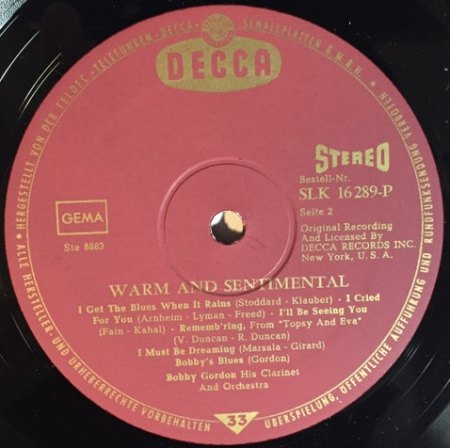 HERGESTELLT VON DER TELDEC »TELEFUNKEN-DECCA« SCHALLPLATTEN G.M.B.H.
DECCA
STEREO
Bestell-Nr.
SLK 16 289-P
Seite 2
GEMA
Ste 8883
Original Recording
And Licensed By
DECCA RECORDS INC.
New York, U.S.A.
WARM AND SENTIMENTAL
I Get The Blues When It Rains (Stoddard - Klauber) - I Cried
For You (Arnheim - Lyman - Freed) - I'll Be Seeing You
(Fain - Kahal) - Rememb'ring, From "Topsy And Eva"
(V. Duncan - R. Duncan)
I Must Be Dreaming (Marsala - Girard)
Bobby's Blues (Gordon)
Bobby Gordon His Clarinet
And Orchestra
33
ALLE HERSTELLER- UND URHEBERRECHTE VORBEHALTEN
ÜBERSPIELUNG, ÖFFENTLICHE AUFFÜHRUNG UND RUNDFUNKSENDUNG VERBOTEN